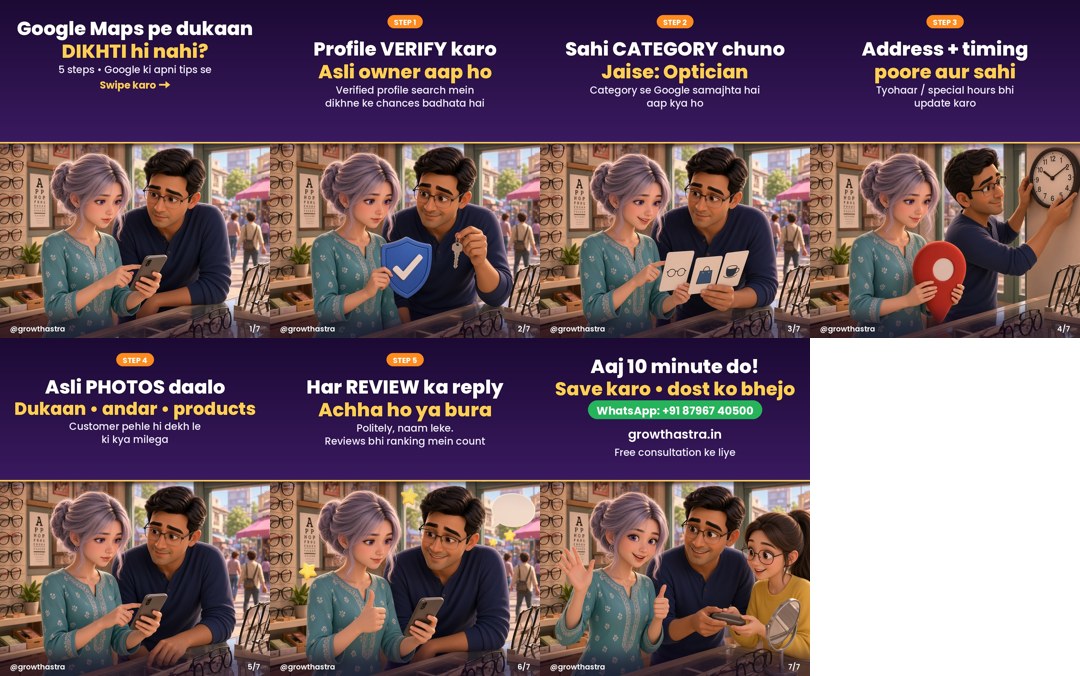 Google Maps pe dukaan
DIKHTI hi nahi?
5 steps • Google ki apni tips se
Swipe karo →
@growthastra
1/7
STEP 1
Profile VERIFY karo
Asli owner aap ho
Verified profile search mein
dikhne ke chances badhata hai
@growthastra
2/7
STEP 2
Sahi CATEGORY chuno
Jaise: Optician
Category se Google samajhta hai
aap kya ho
@growthastra
3/7
STEP 3
Address + timing
poore aur sahi
Tyohaar / special hours bhi
update karo
@growthastra
4/7
STEP 4
Asli PHOTOS daalo
Dukaan • andar • products
Customer pehle hi dekh le
ki kya milega
@growthastra
5/7
STEP 5
Har REVIEW ka reply
Achha ho ya bura
Politely, naam leke.
Reviews bhi ranking mein count
@growthastra
6/7
Aaj 10 minute do!
Save karo • dost ko bhejo
WhatsApp: +91 87967 40500
growthastra.in
Free consultation ke liye
@growthastra
7/7